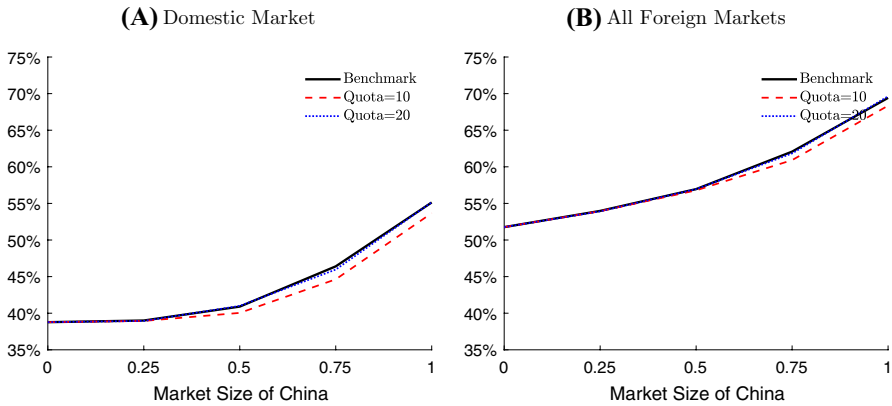 (A) Domestic Market
75%
70%
65%
60%
55%
50%
45%
40%
35%
0 0.25 0.5 0.75 1
Market Size of China
Benchmark
Quota=10
Quota=20
(B) All Foreign Markets
75%
70%
65%
60%
55%
50%
45%
40%
35%
0 0.25 0.5 0.75 1
Market Size of China
Benchmark
Quota=10
Quota=20